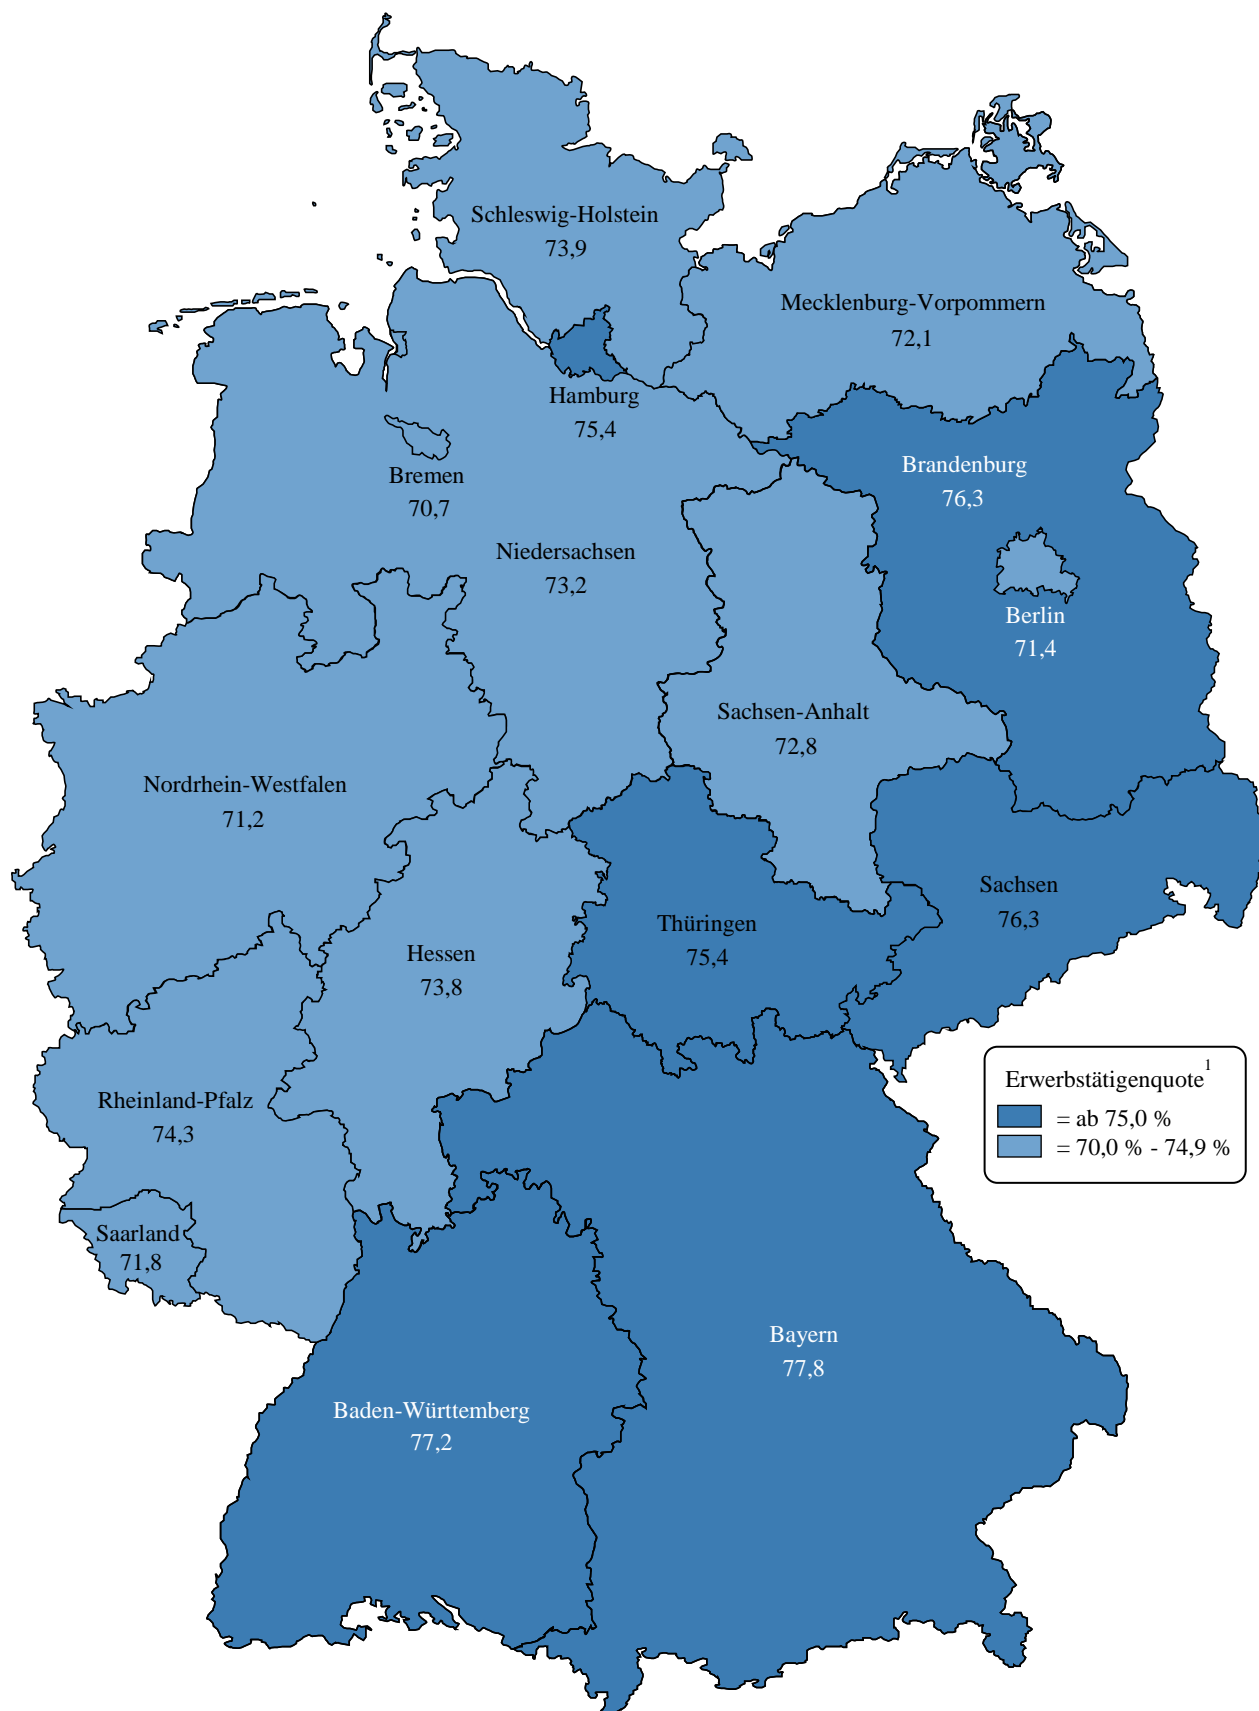 Schleswig-Holstein
73,9
Mecklenburg-Vorpommern
72,1
Hamburg
75,4
Bremen
70,7
Brandenburg
76,3
Niedersachsen
73,2
Berlin
71,4
Sachsen-Anhalt
72,8
Nordrhein-Westfalen
71,2
Sachsen
76,3
Thüringen
75,4
Hessen
73,8
Rheinland-Pfalz
74,3
Erwerbstätigenquote¹
= ab 75,0 %
= 70,0 % - 74,9 %
Saarland
71,8
Bayern
77,8
Baden-Württemberg
77,2